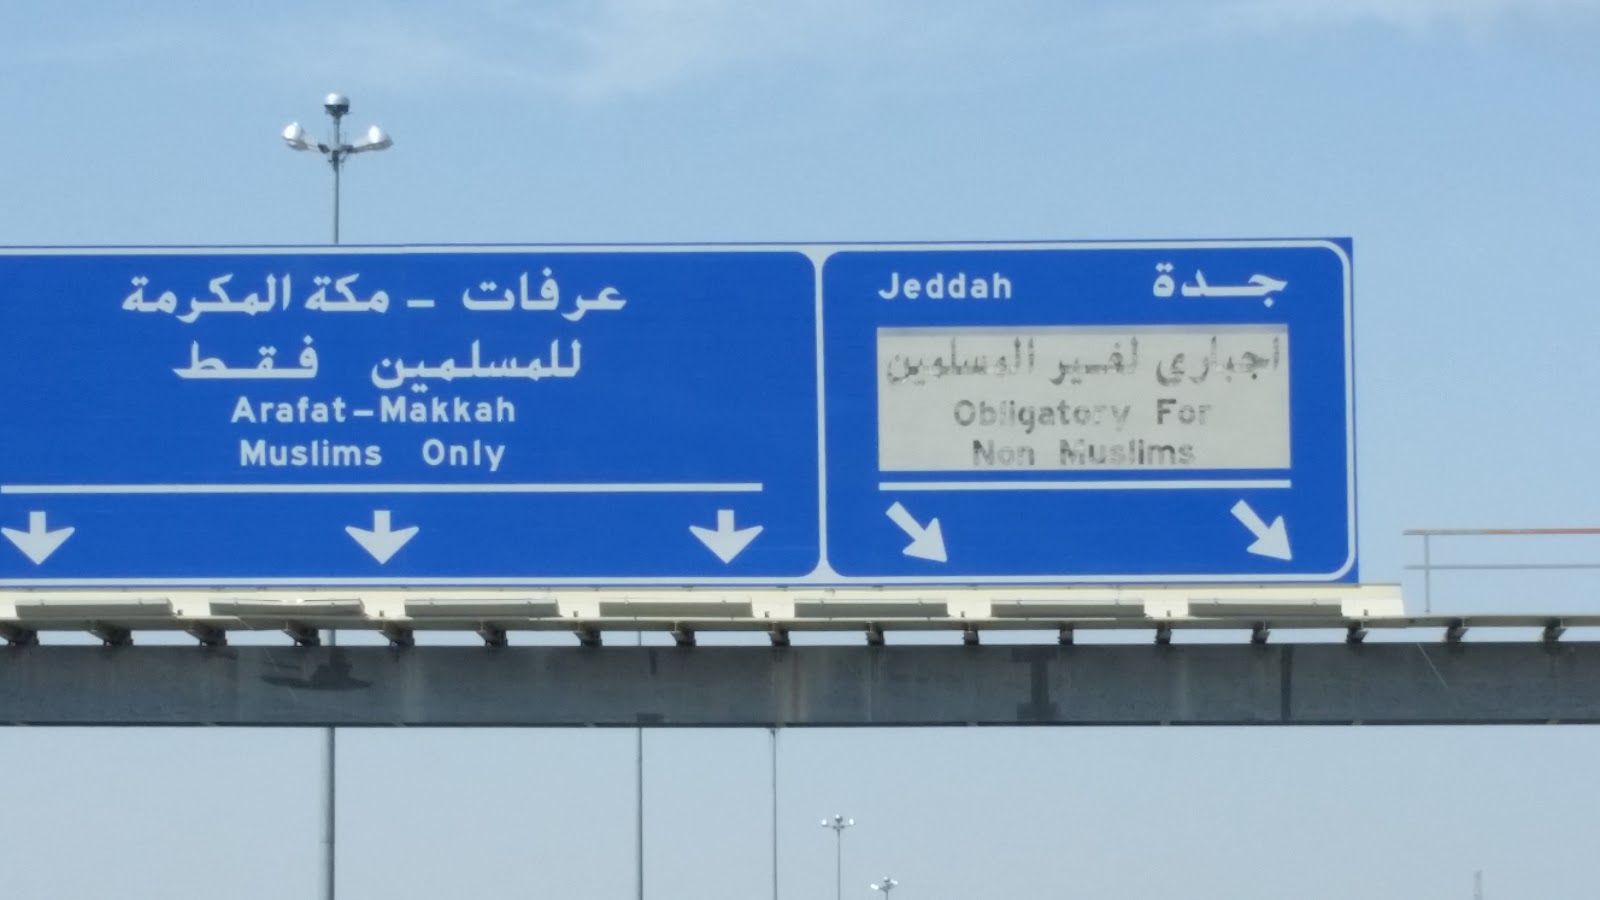 عرفات - مكة المكرمة
للمسلمين فقط
Arafat-Makkah
Muslims Only
Jeddah جدة
اجباري لغير المسلمين
Obligatory For
Non Muslims